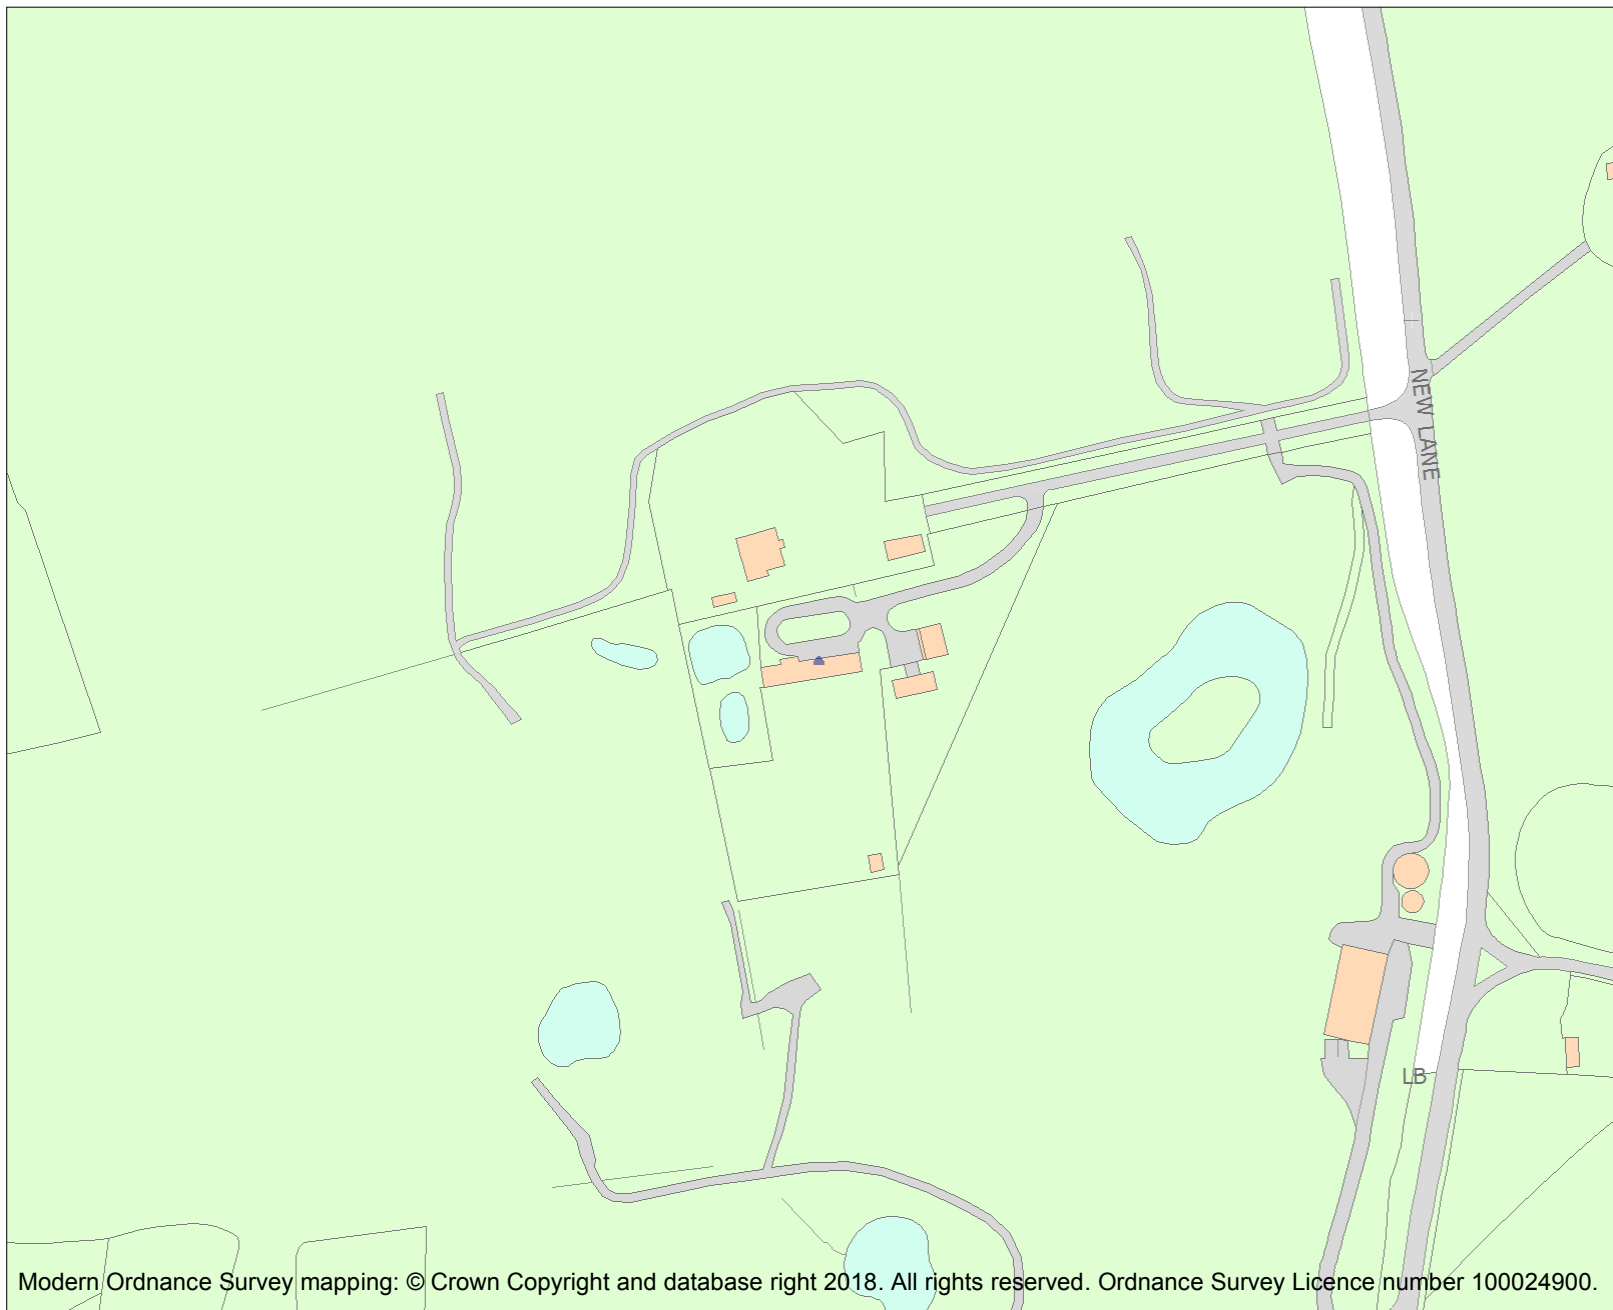 NEW LANE
LB
Modern Ordnance Survey mapping: © Crown Copyright and database right 2018. All rights reserved. Ordnance Survey Licence number 100024900.